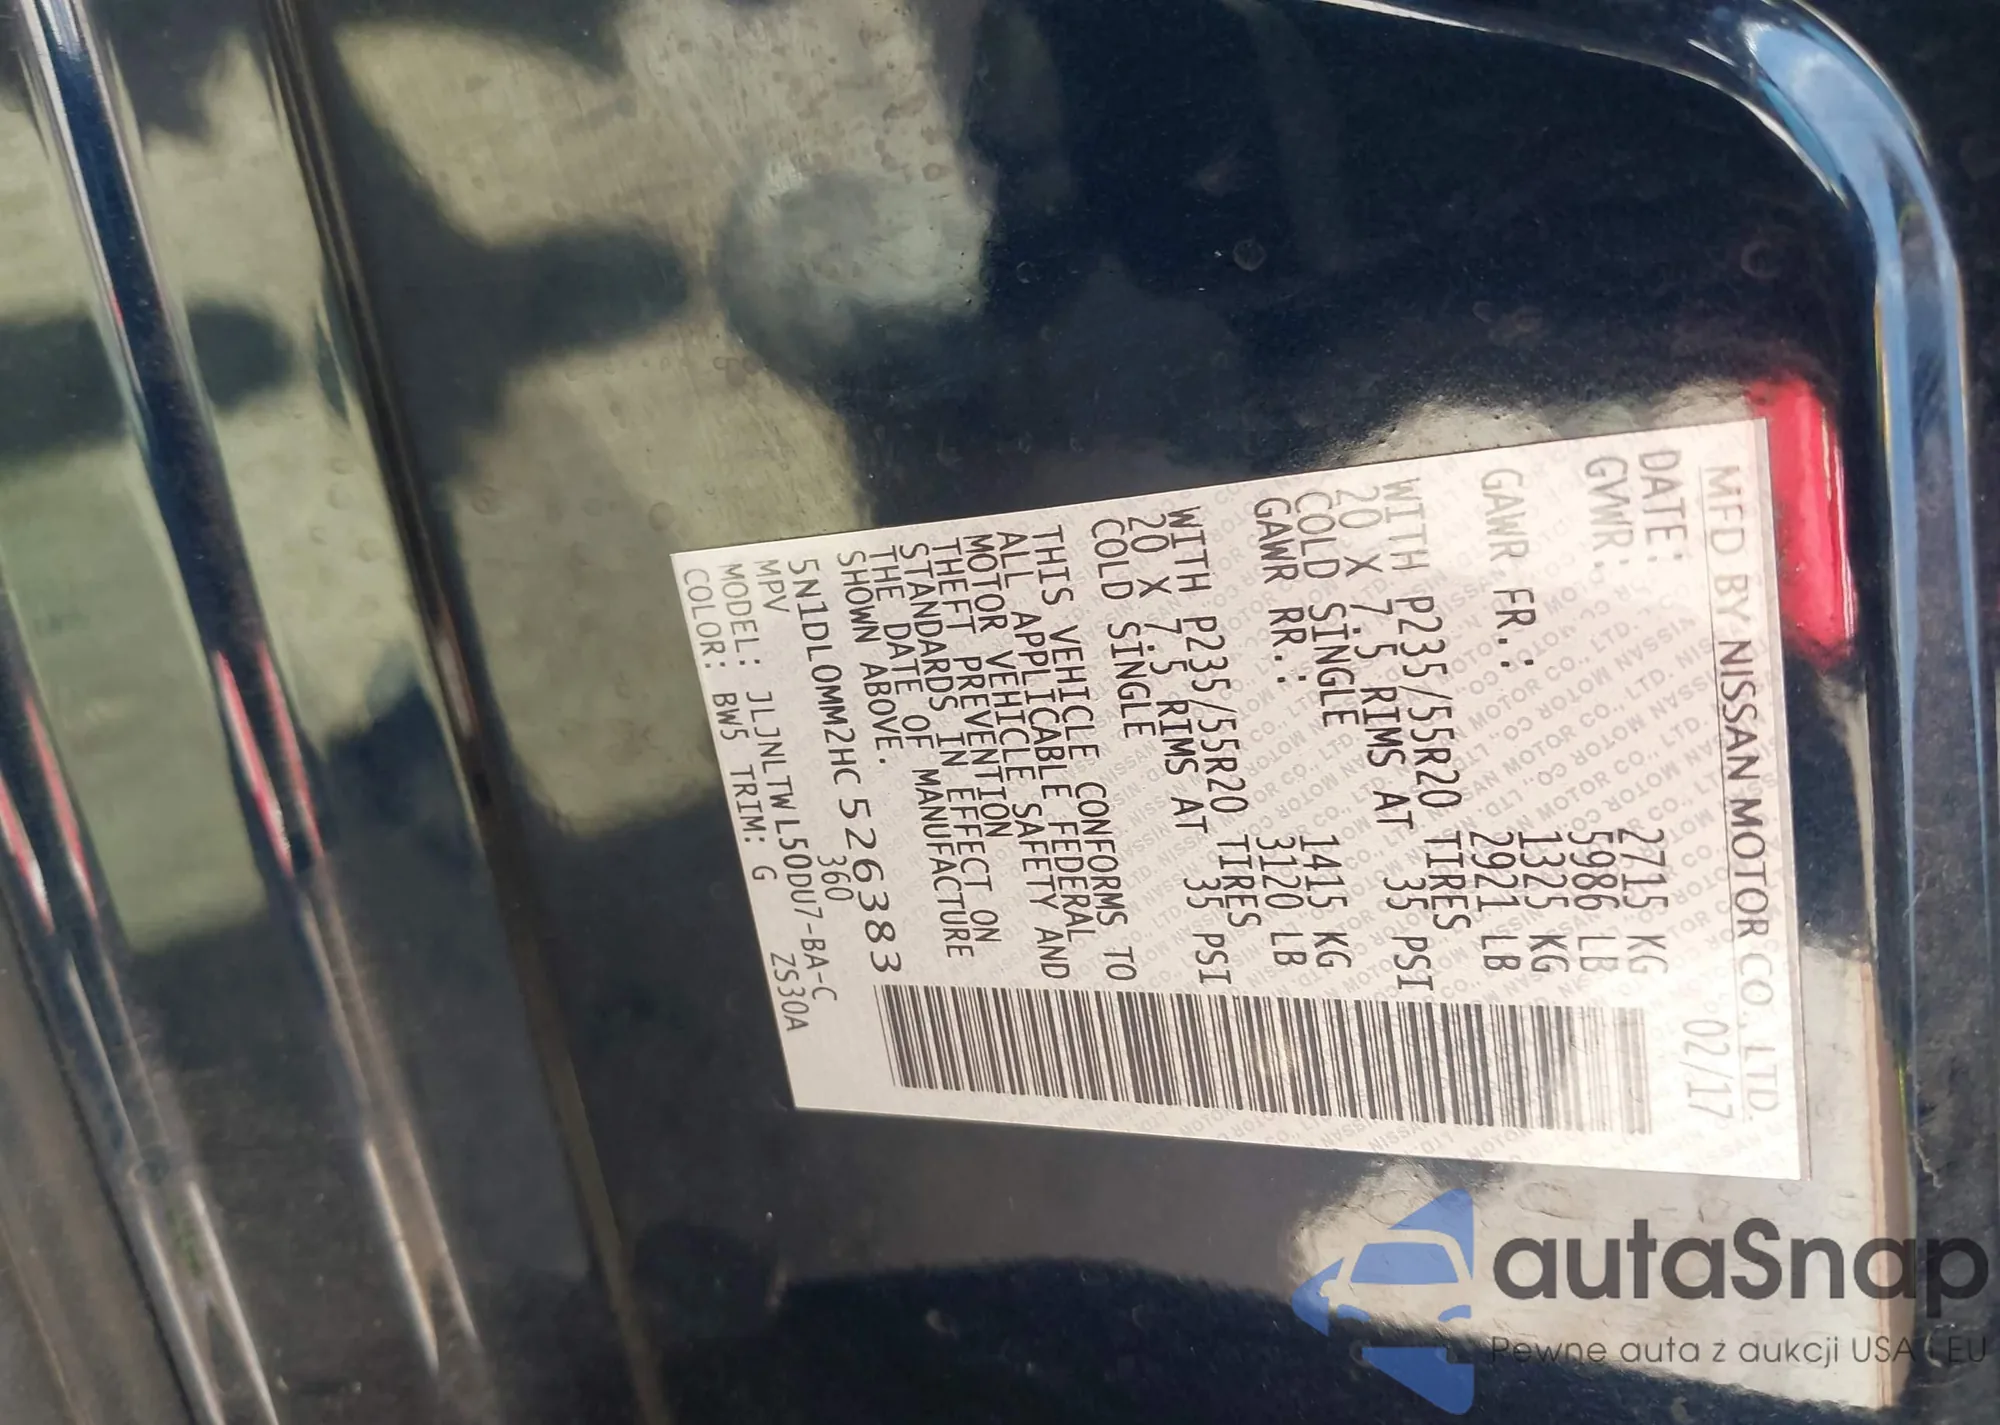 MFD BY NISSAN MOTOR CO., LTD.
DATE: 02/17
GVWR: 2715 KG
5986 LB
GAWR FR.: 1325 KG
2921 LB
WITH P235/55R20 TIRES
20 X 7.5 RIMS AT 35 PSI
COLD SINGLE
GAWR RR.: 1415 KG
3120 LB
WITH P235/55R20 TIRES
20 X 7.5 RIMS AT 35 PSI
COLD SINGLE
THIS VEHICLE CONFORMS TO
ALL APPLICABLE FEDERAL
MOTOR VEHICLE SAFETY AND
THEFT PREVENTION
STANDARDS IN EFFECT ON
THE DATE OF MANUFACTURE
SHOWN ABOVE.
5N1DL0MM2HC526383
MPV 360
MODEL: JLJNLTWL50DU7-BA-C
COLOR: BW5 TRIM: G ZS30A
autaSnap
Pewne auta z aukcji USA i EU